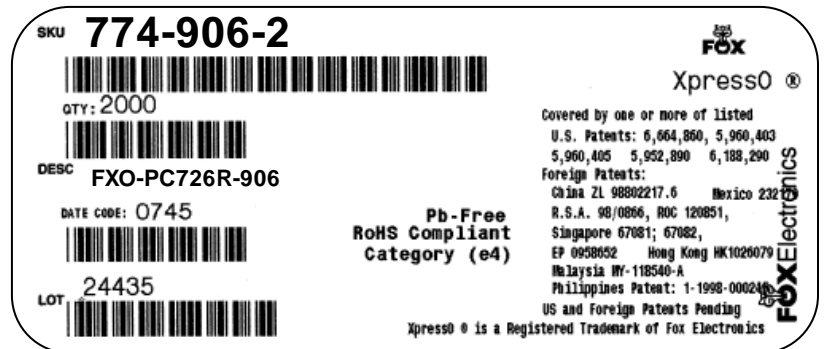 SKU 774-906-2
FOX
XpressO ®
QTY: 2000
DESC FXO-PC726R-906
DATE CODE: 0745
LOT 24435
Pb-Free
RoHS Compliant
Category (e4)
Covered by one or more of listed
U.S. Patents: 6,664,860, 5,960,403
5,960,405 5,952,890 6,188,290
Foreign Patents:
China ZL 98802217.6 Mexico
R.S.A. 98/0866, ROC 120851,
Singapore 67081; 67082,
EP 0958652 Hong Kong HK1026079
Malaysia MY-118540-A
Philippines Patent:
US and Foreign Patents Pending
XpressO ® is a Registered Trademark of Fox Electronics
FOXElectronics